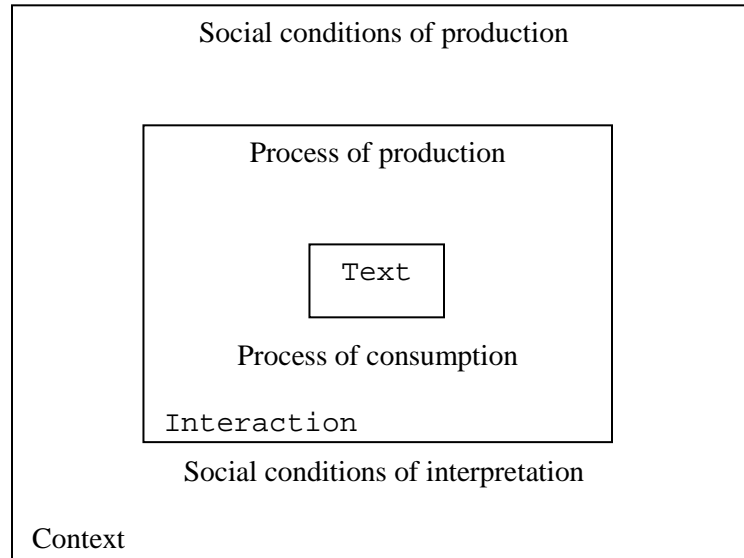 Social conditions of production
Process of production
Text
Process of consumption
Interaction
Social conditions of interpretation
Context